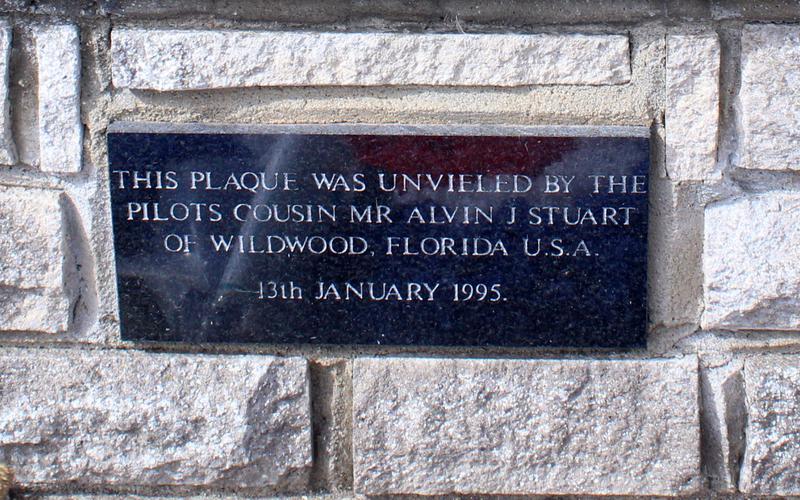 THIS PLAQUE WAS UNVIELED BY THE
PILOTS COUSIN MR ALVIN J STUART
OF WILDWOOD, FLORIDA U.S.A.
13th JANUARY 1995.